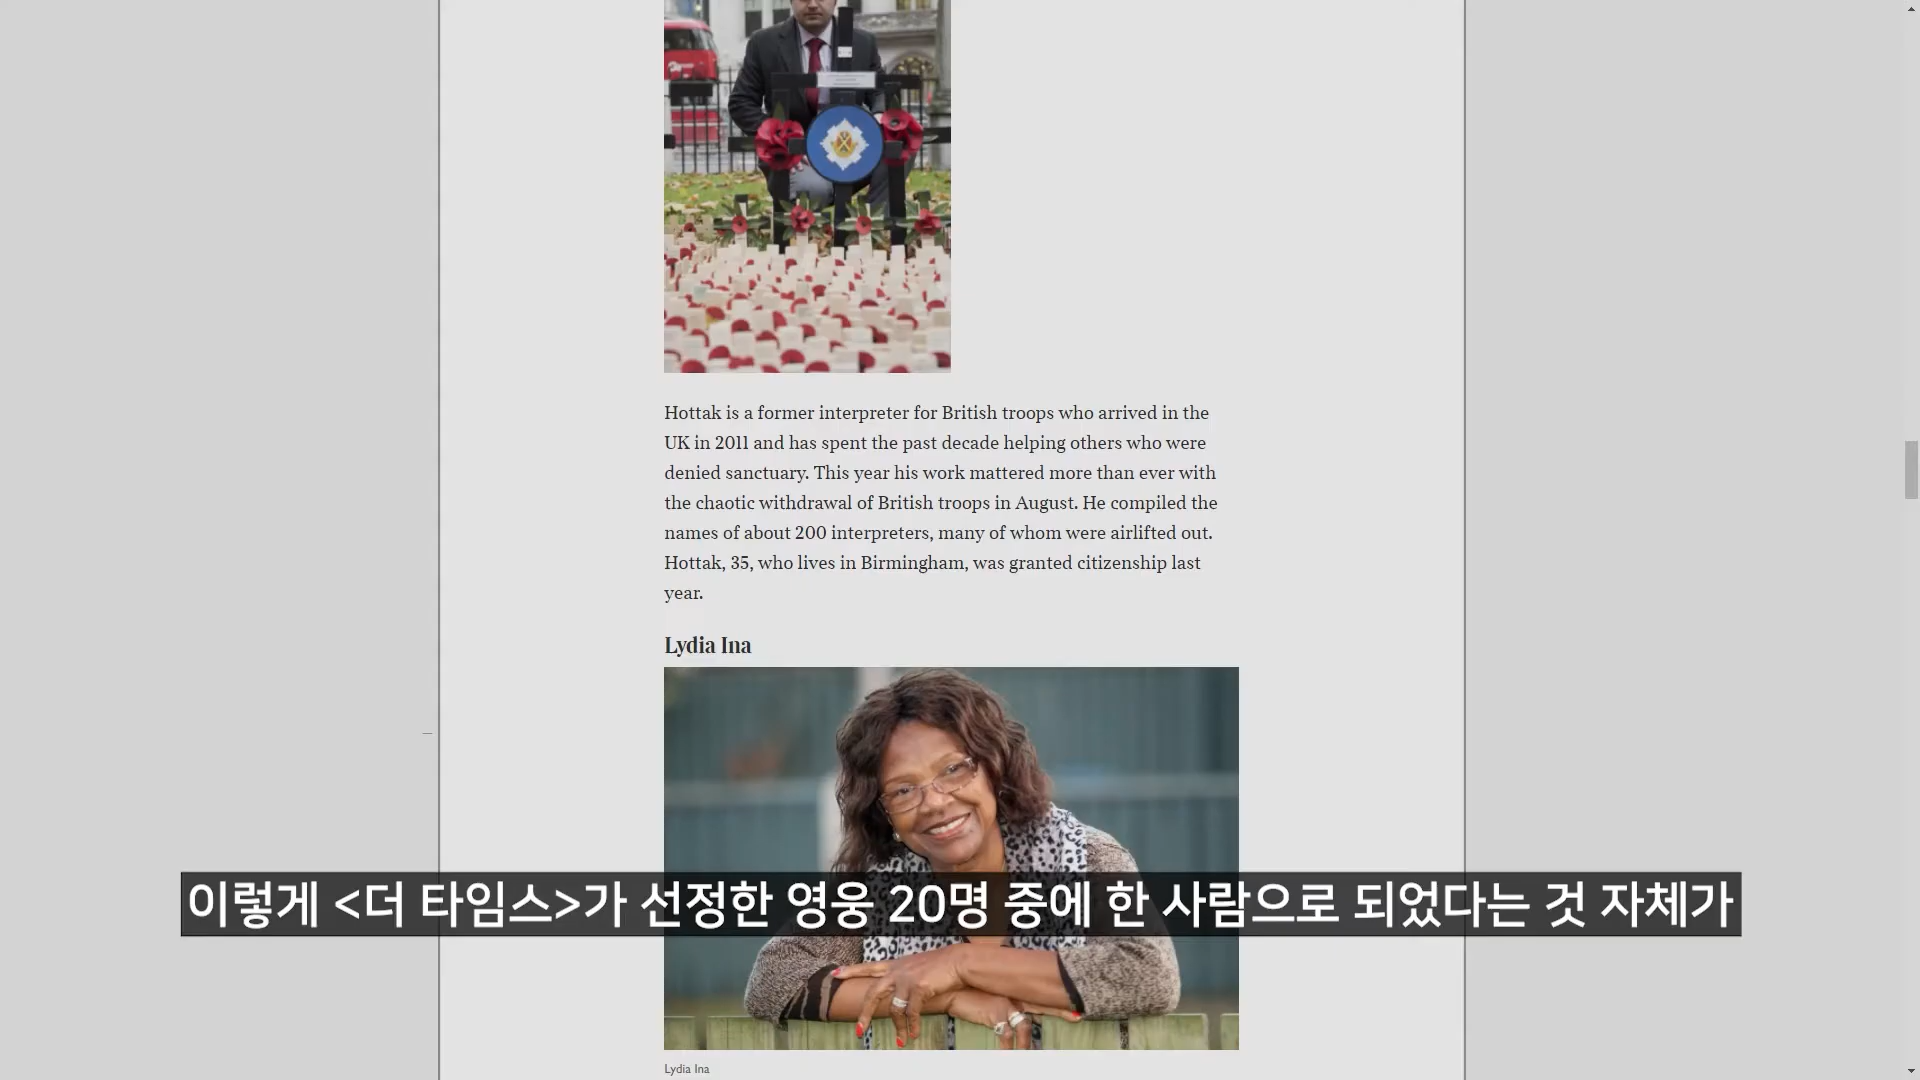 Hottak is a former interpreter for British troops who arrived in the
UK in 2011 and has spent the past decade helping others who were
denied sanctuary. This year his work mattered more than ever with
the chaotic withdrawal of British troops in August. He compiled the
names of about 200 interpreters, many of whom were airlifted out.
Hottak, 35, who lives in Birmingham, was granted citizenship last
year.
Lydia Ina
이렇게 <더 타임스>가 선정한 영웅 20명 중에 한 사람으로 되었다는 것 자체가
Lydia Ina